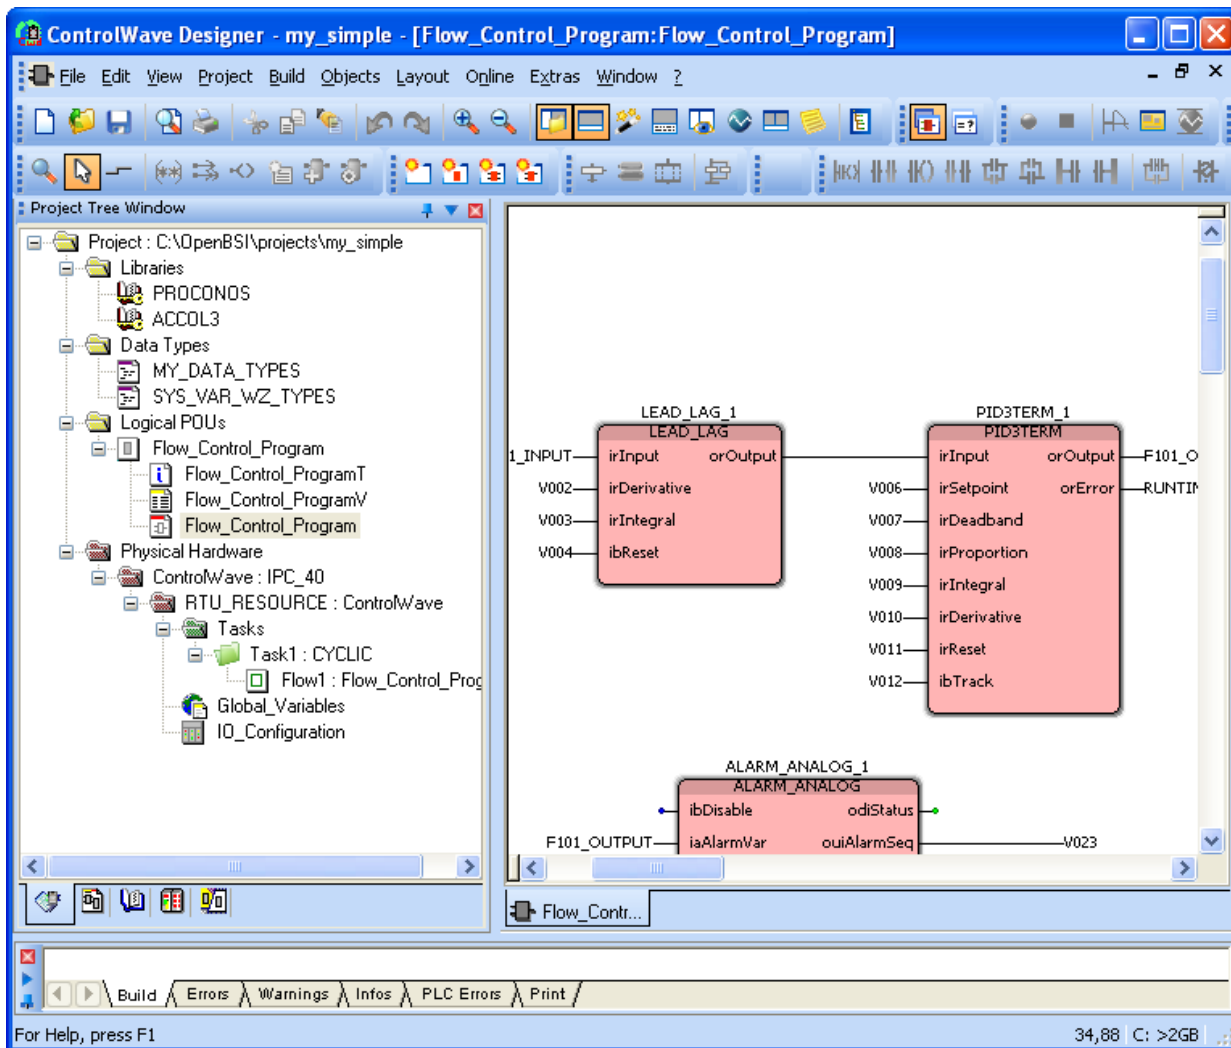 ControlWave Designer - my_simple - [Flow_Control_Program:Flow_Control_Program]
File Edit View Project Build Objects Layout Online Extras Window ?
Project Tree Window
Project : C:\OpenBSI\projects\my_simple
Libraries
PROCONOS
ACCOL3
Data Types
MY_DATA_TYPES
SYS_VAR_WZ_TYPES
Logical POUs
Flow_Control_Program
Flow_Control_ProgramT
Flow_Control_ProgramV
Flow_Control_Program
Physical Hardware
ControlWave : IPC_40
RTU_RESOURCE : ControlWave
Tasks
Task1 : CYCLIC
Flow1 : Flow_Control_Prog
Global_Variables
IO_Configuration
LEAD_LAG_1
LEAD_LAG
1_INPUT irInput orOutput
V002 irDerivative
V003 irIntegral
V004 ibReset
PID3TERM_1
PID3TERM
irInput orOutput F101_O
V006 irSetpoint orError RUNTIM
V007 irDeadband
V008 irProportion
V009 irIntegral
V010 irDerivative
V011 irReset
V012 ibTrack
ALARM_ANALOG_1
ALARM_ANALOG
ibDisable odiStatus
F101_OUTPUT iaAlarmVar ouiAlarmSeq V023
Flow_Contr...
Build Errors Warnings Infos PLC Errors Print
For Help, press F1 34,88 C: >2GB